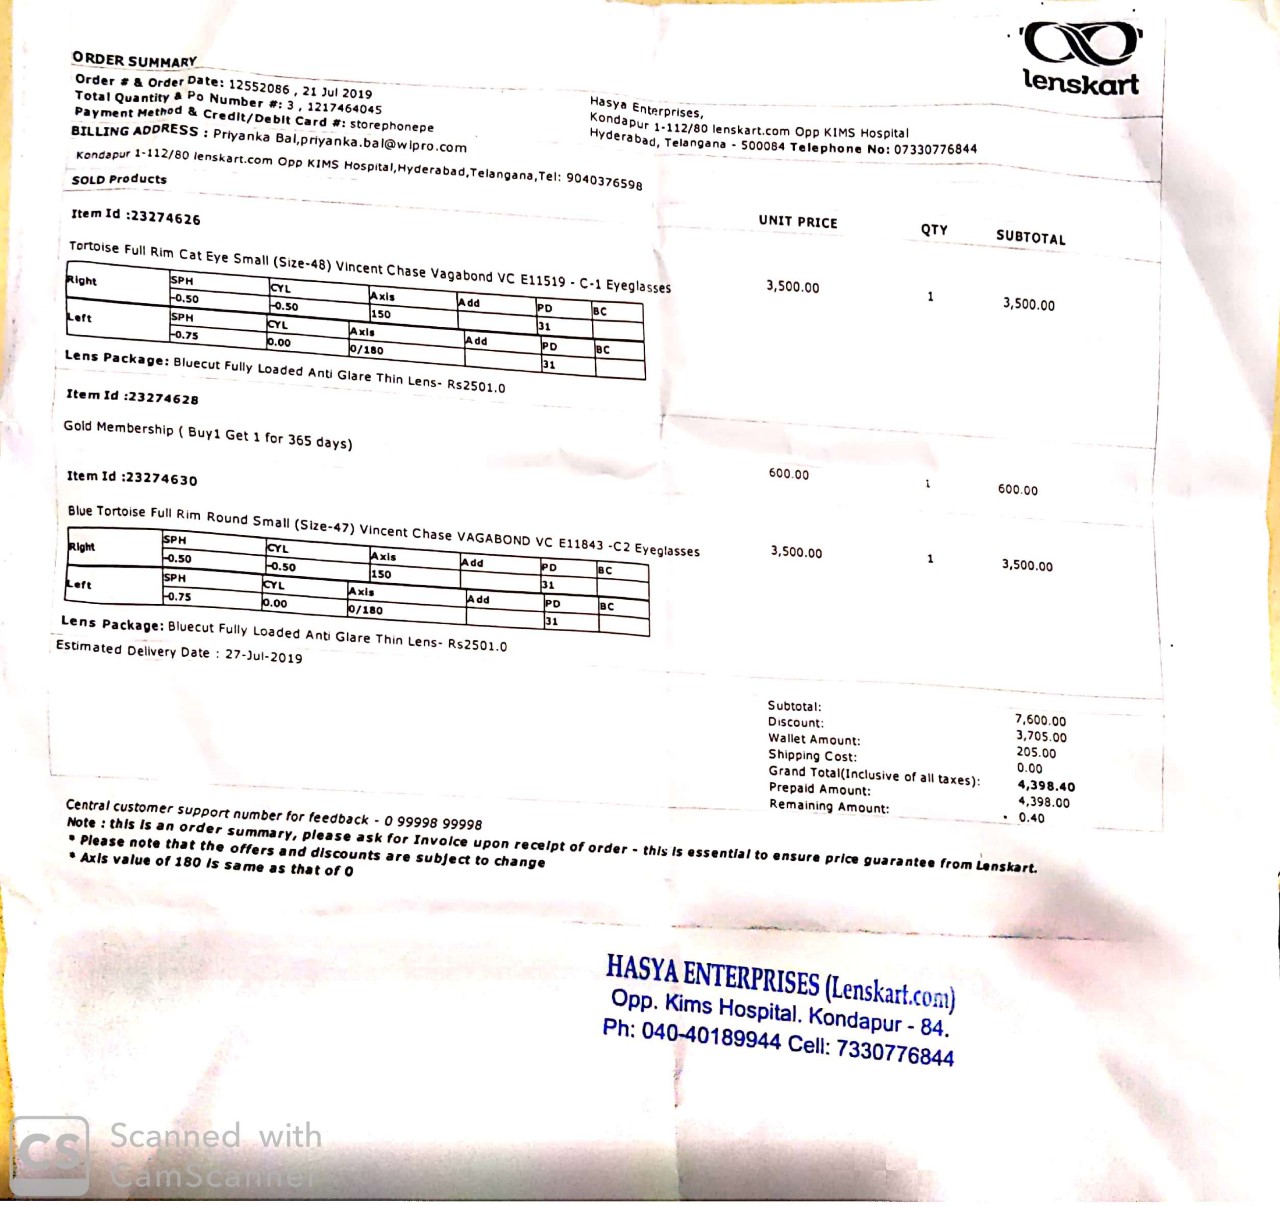 lenskart
ORDER SUMMARY
Order # & Order Date: 12552086 , 21 Jul 2019
Total Quantity & Po Number #: 3 , 1217464045
Payment Method & Credit/Debit Card #: storephonepe
BILLING ADDRESS : Priyanka Bal,priyanka.bal@wipro.com
Kondapur 1-112/80 lenskart.com Opp KIMS Hospital,Hyderabad,Telangana,Tel: 9040376598
Hasya Enterprises,
Kondapur 1-112/80 lenskart.com Opp KIMS Hospital
Hyderabad, Telangana - 500084 Telephone No: 07330776844
SOLD Products
UNIT PRICE QTY SUBTOTAL
Item Id :23274626
Tortoise Full Rim Cat Eye Small (Size-48) Vincent Chase Vagabond VC E11519 - C-1 Eyeglasses 3,500.00 1 3,500.00
Right SPH CYL Axis Add PD BC
-0.50 -0.50 150 31
Left SPH CYL Axis Add PD BC
-0.75 0.00 0/180 31
Lens Package: Bluecut Fully Loaded Anti Glare Thin Lens- Rs2501.0
Item Id :23274628
Gold Membership ( Buy1 Get 1 for 365 days) 600.00 1 600.00
Item Id :23274630
Blue Tortoise Full Rim Round Small (Size-47) Vincent Chase VAGABOND VC E11843 -C2 Eyeglasses 3,500.00 1 3,500.00
Right SPH CYL Axis Add PD BC
-0.50 -0.50 150 31
Left SPH CYL Axis Add PD BC
-0.75 0.00 0/180 31
Lens Package: Bluecut Fully Loaded Anti Glare Thin Lens- Rs2501.0
Estimated Delivery Date : 27-Jul-2019
Subtotal: 7,600.00
Discount: 3,705.00
Wallet Amount: 205.00
Shipping Cost: 0.00
Grand Total(Inclusive of all taxes): 4,398.40
Prepaid Amount: 4,398.00
Remaining Amount: 0.40
Central customer support number for feedback - 0 99998 99998
Note : this is an order summary, please ask for Invoice upon receipt of order - this is essential to ensure price guarantee from Lenskart.
* Please note that the offers and discounts are subject to change
* Axis value of 180 is same as that of 0
HASYA ENTERPRISES (Lenskart.com)
Opp. Kims Hospital. Kondapur - 84.
Ph: 040-40189944 Cell: 7330776844
CS Scanned with
CamScanner